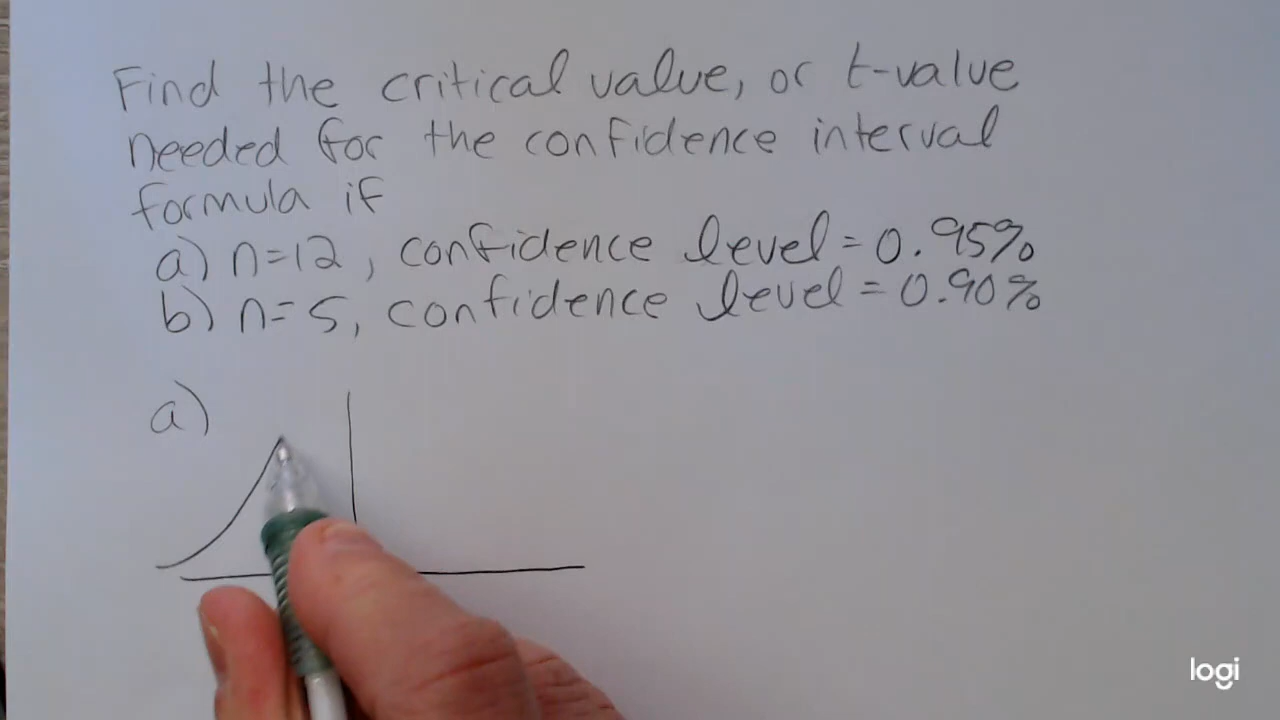 Find the critical value, or t-value
needed for the confidence interval
formula if
a) n=12, confidence level = 0.95%
b) n=5, confidence level = 0.90%
a)
logi